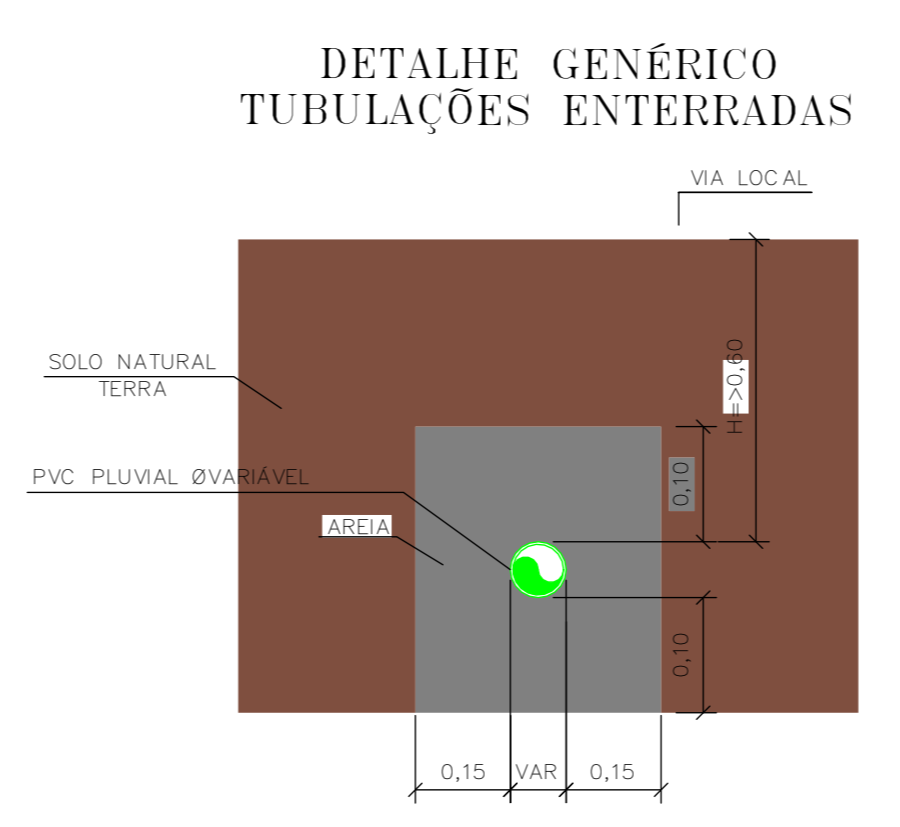 DETALHE GENÉRICO
TUBULAÇÕES ENTERRADAS
VIA LOCAL
H=>0,60
SOLO NATURAL
TERRA
PVC PLUVIAL ØVARIÁVEL
0,10
AREIA
0,10
0,15
VAR
0,15